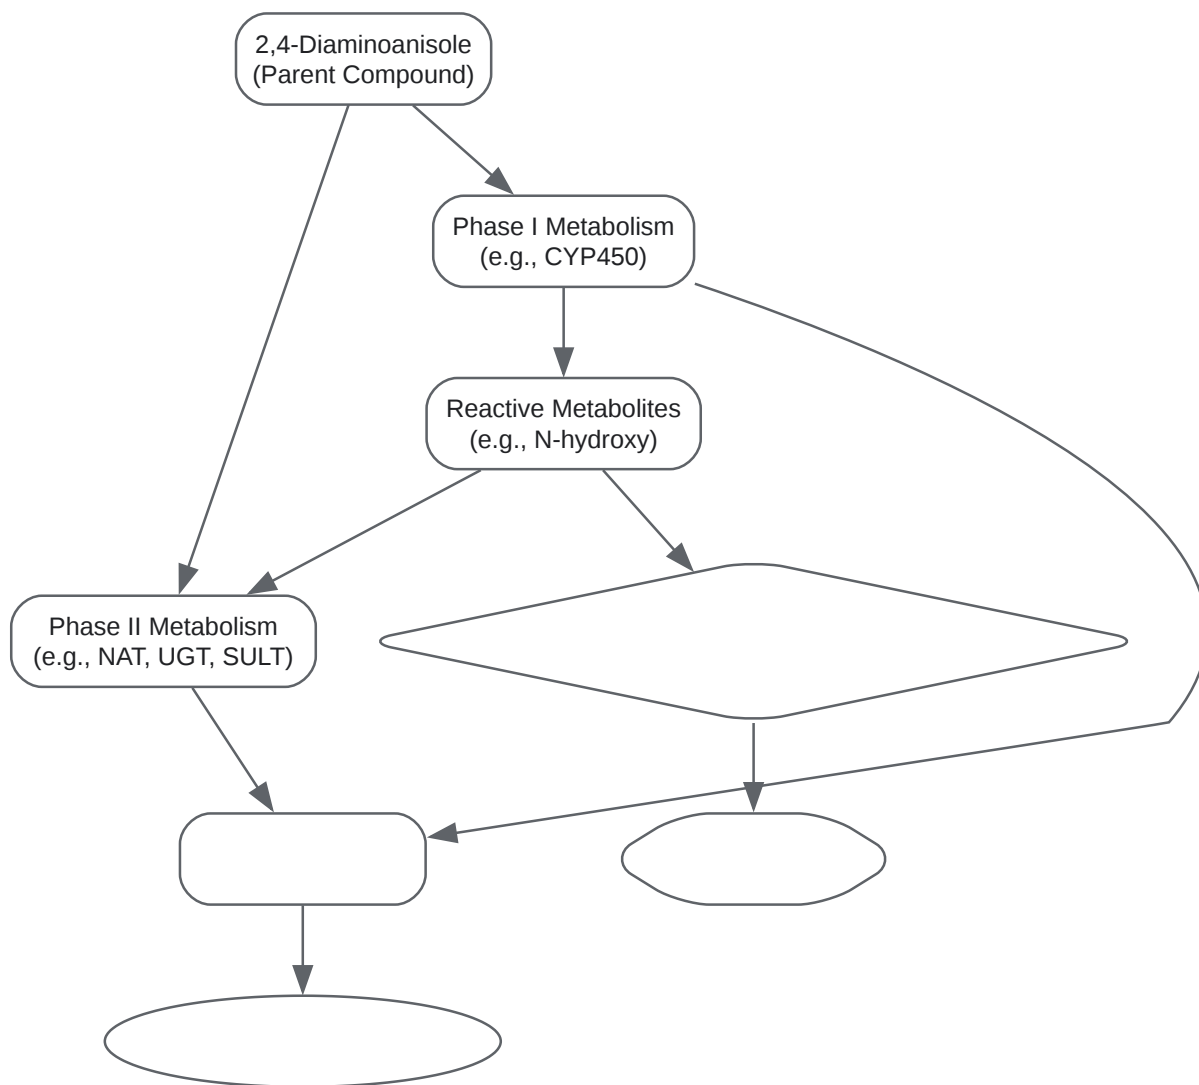 2,4-Diaminoanisole
(Parent Compound)
Phase I Metabolism
(e.g., CYP450)
Reactive Metabolites
(e.g., N-hydroxy)
Phase II Metabolism
(e.g., NAT, UGT, SULT)